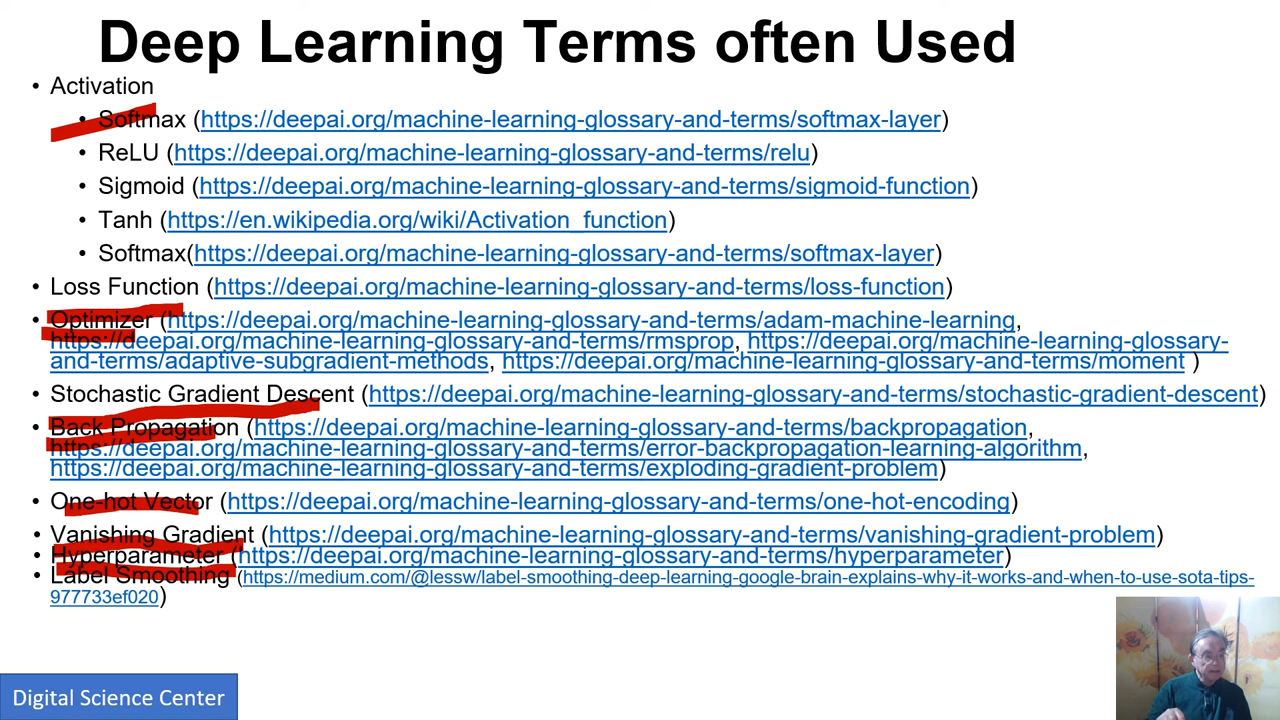 Deep Learning Terms often Used
• Activation
• Softmax (https://deepai.org/machine-learning-glossary-and-terms/softmax-layer)
• ReLU (https://deepai.org/machine-learning-glossary-and-terms/relu)
• Sigmoid (https://deepai.org/machine-learning-glossary-and-terms/sigmoid-function)
• Tanh (https://en.wikipedia.org/wiki/Activation_function)
• Softmax(https://deepai.org/machine-learning-glossary-and-terms/softmax-layer)
• Loss Function (https://deepai.org/machine-learning-glossary-and-terms/loss-function)
• Optimizer (https://deepai.org/machine-learning-glossary-and-terms/adam-machine-learning,
https://deepai.org/machine-learning-glossary-and-terms/rmsprop, https://deepai.org/machine-learning-glossary-
and-terms/adaptive-subgradient-methods, https://deepai.org/machine-learning-glossary-and-terms/moment )
• Stochastic Gradient Descent (https://deepai.org/machine-learning-glossary-and-terms/stochastic-gradient-descent)
• Back Propagation (https://deepai.org/machine-learning-glossary-and-terms/backpropagation,
https://deepai.org/machine-learning-glossary-and-terms/error-backpropagation-learning-algorithm,
https://deepai.org/machine-learning-glossary-and-terms/exploding-gradient-problem)
• One-hot Vector (https://deepai.org/machine-learning-glossary-and-terms/one-hot-encoding)
• Vanishing Gradient (https://deepai.org/machine-learning-glossary-and-terms/vanishing-gradient-problem)
• Hyperparameter (https://deepai.org/machine-learning-glossary-and-terms/hyperparameter)
• Label Smoothing (https://medium.com/@lessw/label-smoothing-deep-learning-google-brain-explains-why-it-works-and-when-to-use-sota-tips-
977733ef020)
Digital Science Center